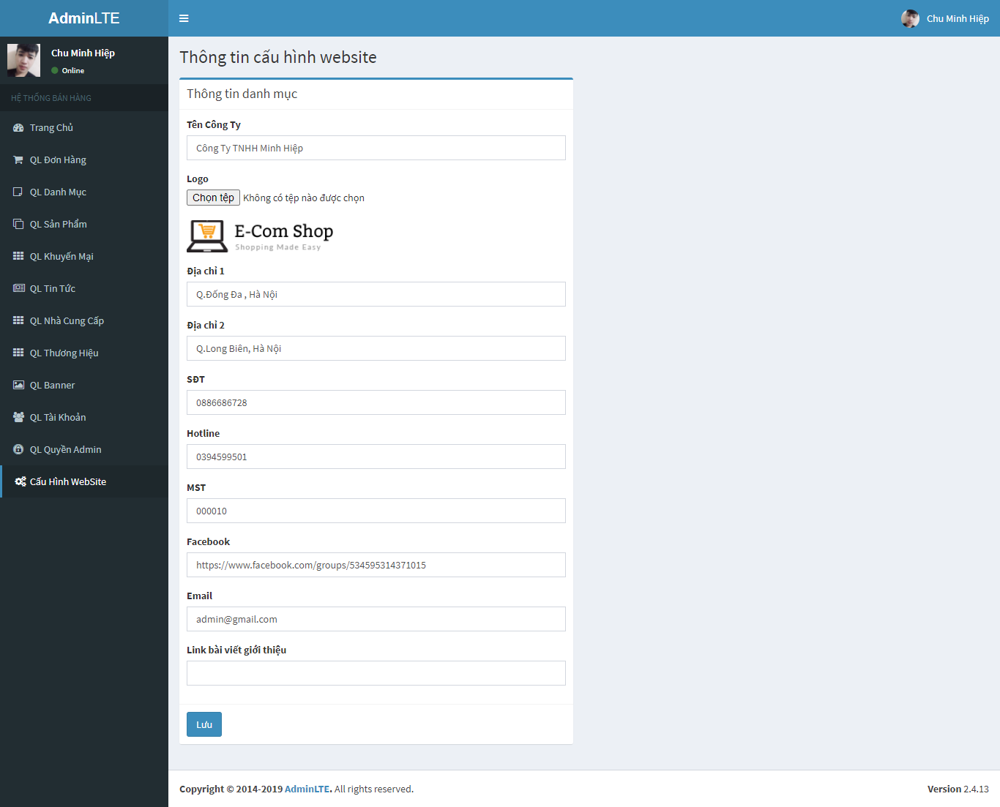 AdminLTE
Chu Minh Hiệp
Chu Minh Hiệp
Online
HỆ THỐNG BÁN HÀNG
Trang Chủ
QL Đơn Hàng
QL Danh Mục
QL Sản Phẩm
QL Khuyến Mại
QL Tin Tức
QL Nhà Cung Cấp
QL Thương Hiệu
QL Banner
QL Tài Khoản
QL Quyền Admin
Cấu Hình WebSite
Thông tin cấu hình website
Thông tin danh mục
Tên Công Ty
Công Ty TNHH Minh Hiệp
Logo
Chọn tệp Không có tệp nào được chọn
E-Com Shop
Shopping Made Easy
Địa chỉ 1
Q.Đống Đa , Hà Nội
Địa chỉ 2
Q.Long Biên, Hà Nội
SĐT
0886686728
Hotline
0394599501
MST
000010
Facebook
https://www.facebook.com/groups/534595314371015
Email
admin@gmail.com
Link bài viết giới thiệu
Lưu
Copyright © 2014-2019 AdminLTE. All rights reserved.
Version 2.4.13